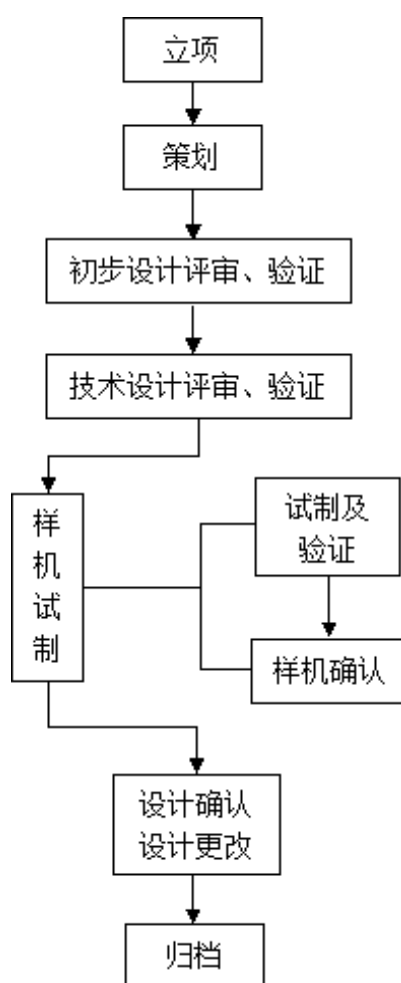 立项
策划
初步设计评审、验证
技术设计评审、验证
样
机
试
制
试制及
验证
样机确认
设计确认
设计更改
归档